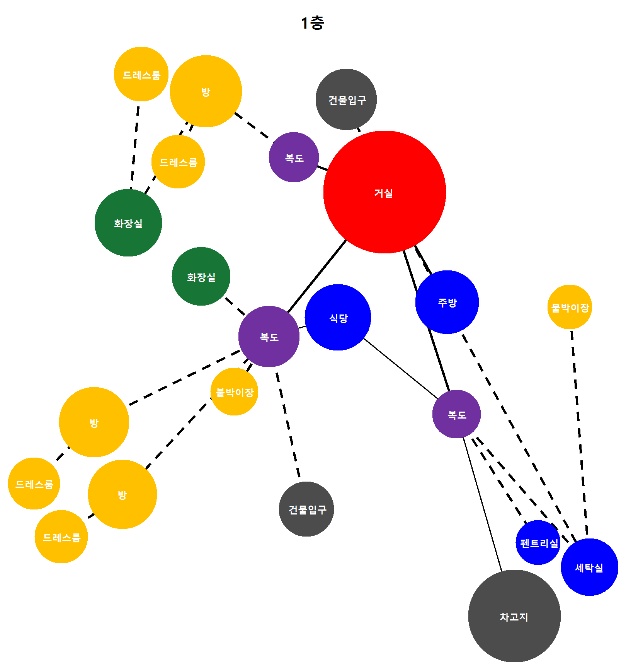 1층
드레스룸
방
건물입구
복도
드레스룸
거실
화장실
화장실
주방
붙박이장
식당
복도
붙박이장
복도
방
드레스룸
방
건물입구
드레스룸
팬트리실
세탁실
차고지